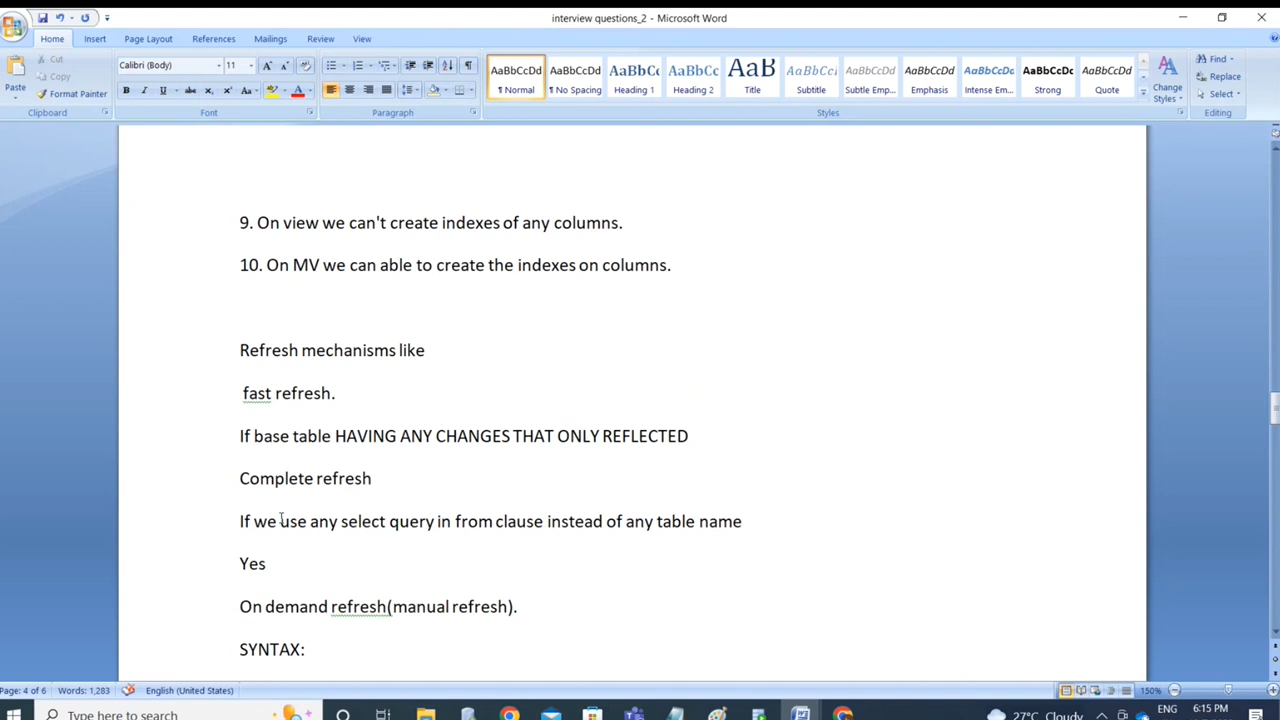 interview questions_2 - Microsoft Word
Home Insert Page Layout References Mailings Review View
Paste
Cut
Copy
Format Painter
Clipboard
Calibri (Body) 11
Font
Paragraph
AaBbCcDd AaBbCcDd AaBbCc AaBbCc AaB AaBbCcI AaBbCcDd AaBbCcDd AaBbCcDd AaBbCcDc AaBbCcDd
¶ Normal ¶ No Spacing Heading 1 Heading 2 Title Subtitle Subtle Emp... Emphasis Intense Em... Strong Quote
Change
Styles
Styles
Find
Replace
Select
Editing
9. On view we can't create indexes of any columns.
10. On MV we can able to create the indexes on columns.
Refresh mechanisms like
fast refresh.
If base table HAVING ANY CHANGES THAT ONLY REFLECTED
Complete refresh
If we use any select query in from clause instead of any table name
Yes
On demand refresh(manual refresh).
SYNTAX:
Page: 4 of 6 Words: 1,283 English (United States) 150%
Type here to search
27°C Cloudy ENG 6:15 PM